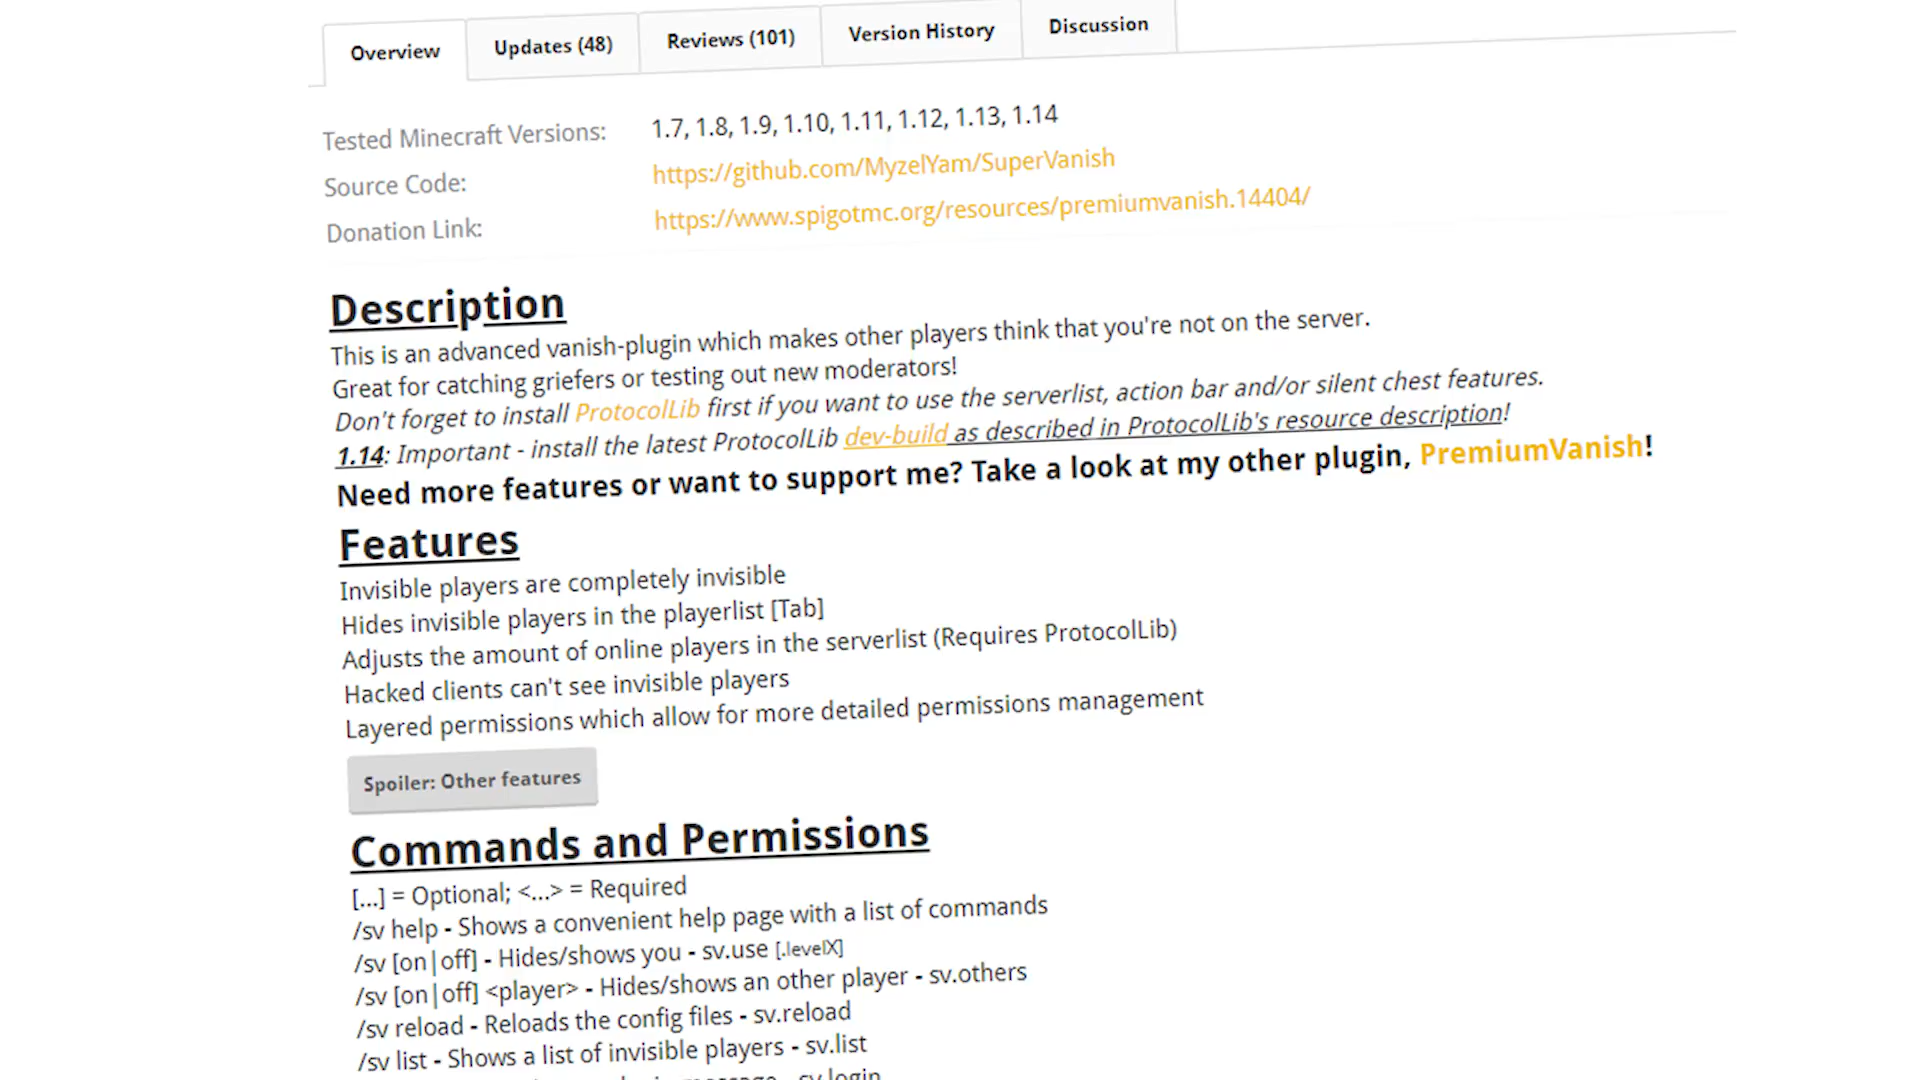 Overview Updates (48) Reviews (101) Version History Discussion
Tested Minecraft Versions: 1.7, 1.8, 1.9, 1.10, 1.11, 1.12, 1.13, 1.14
Source Code: https://github.com/MyzelYam/SuperVanish
Donation Link: https://www.spigotmc.org/resources/premiumvanish.14404/
Description
This is an advanced vanish-plugin which makes other players think that you're not on the server.
Great for catching griefers or testing out new moderators!
Don't forget to install ProtocolLib first if you want to use the serverlist, action bar and/or silent chest features.
1.14: Important - install the latest ProtocolLib dev-build as described in ProtocolLib's resource description!
Need more features or want to support me? Take a look at my other plugin, PremiumVanish!
Features
Invisible players are completely invisible
Hides invisible players in the playerlist [Tab]
Adjusts the amount of online players in the serverlist (Requires ProtocolLib)
Hacked clients can't see invisible players
Layered permissions which allow for more detailed permissions management
Spoiler: Other features
Commands and Permissions
[...] = Optional; <...> = Required
/sv help - Shows a convenient help page with a list of commands
/sv [on|off] - Hides/shows you - sv.use [.levelX]
/sv [on|off] <player> - Hides/shows an other player - sv.others
/sv reload - Reloads the config files - sv.reload
/sv list - Shows a list of invisible players - sv.list
message - sv.login